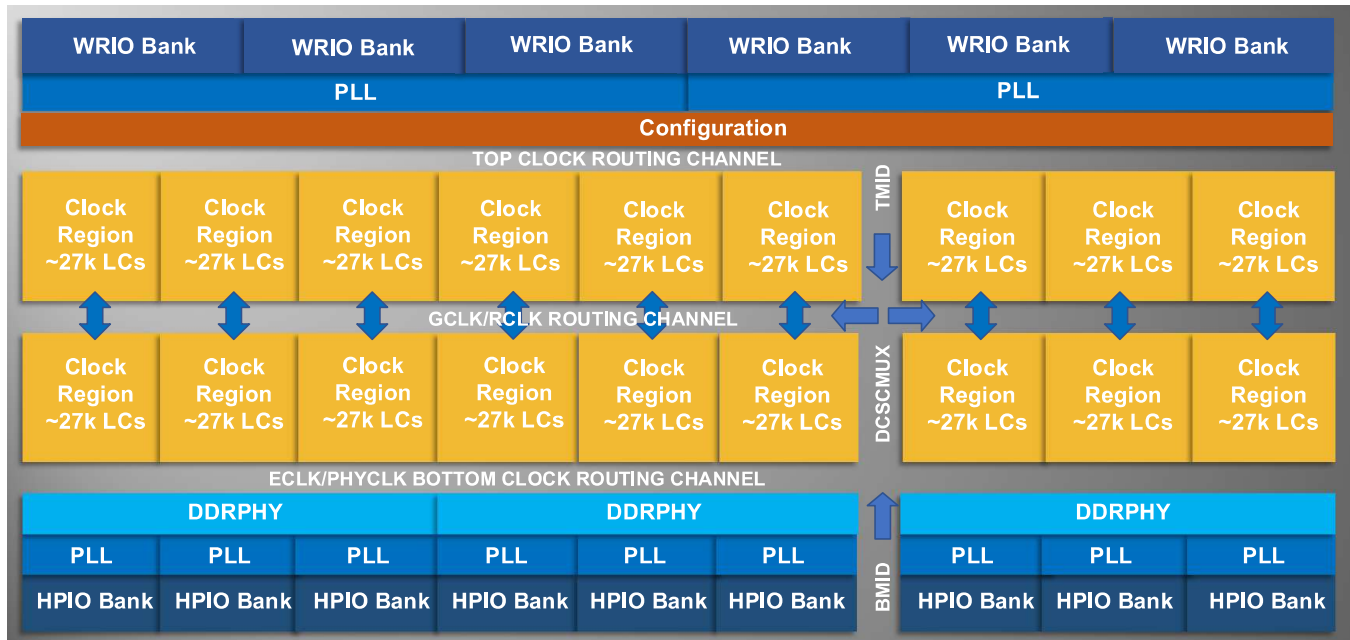 WRIO Bank WRIO Bank WRIO Bank WRIO Bank WRIO Bank WRIO Bank
PLL PLL
Configuration
TOP CLOCK ROUTING CHANNEL
TMID
Clock Clock Clock Clock Clock Clock Clock Clock Clock
Region Region Region Region Region Region Region Region Region
~27k LCs ~27k LCs ~27k LCs ~27k LCs ~27k LCs ~27k LCs ~27k LCs ~27k LCs ~27k LCs
GCLK/RCLK ROUTING CHANNEL
DCSCMUX
Clock Clock Clock Clock Clock Clock Clock Clock Clock
Region Region Region Region Region Region Region Region Region
~27k LCs ~27k LCs ~27k LCs ~27k LCs ~27k LCs ~27k LCs ~27k LCs ~27k LCs ~27k LCs
ECLK/PHYCLK BOTTOM CLOCK ROUTING CHANNEL
DDRPHY DDRPHY DDRPHY
PLL PLL PLL PLL PLL PLL PLL PLL PLL
BMID
HPIO Bank HPIO Bank HPIO Bank HPIO Bank HPIO Bank HPIO Bank HPIO Bank HPIO Bank HPIO Bank